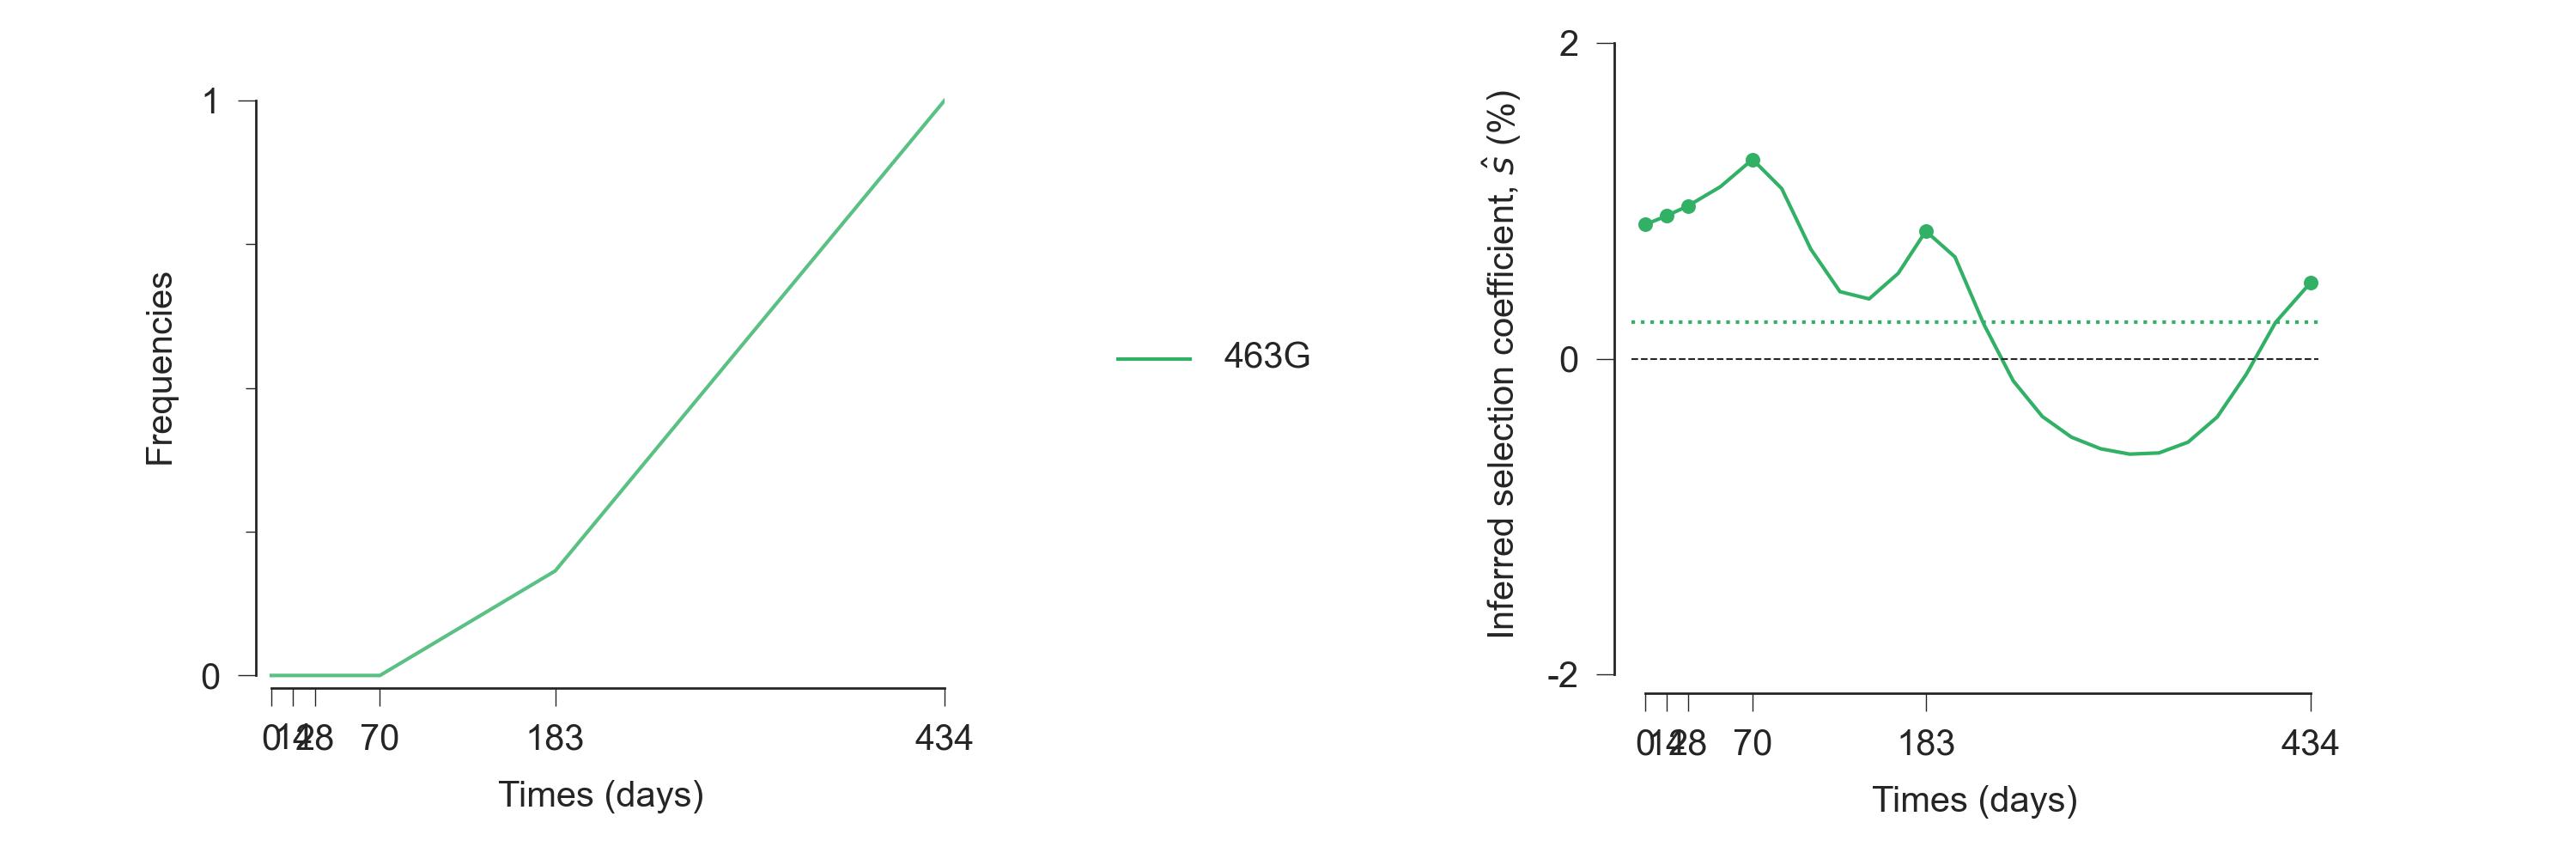 1
0
Frequencies
0 14 28 70 183 434
Times (days)
463G
2
0
-2
Inferred selection coefficient, ŝ (%)
0 14 28 70 183 434
Times (days)